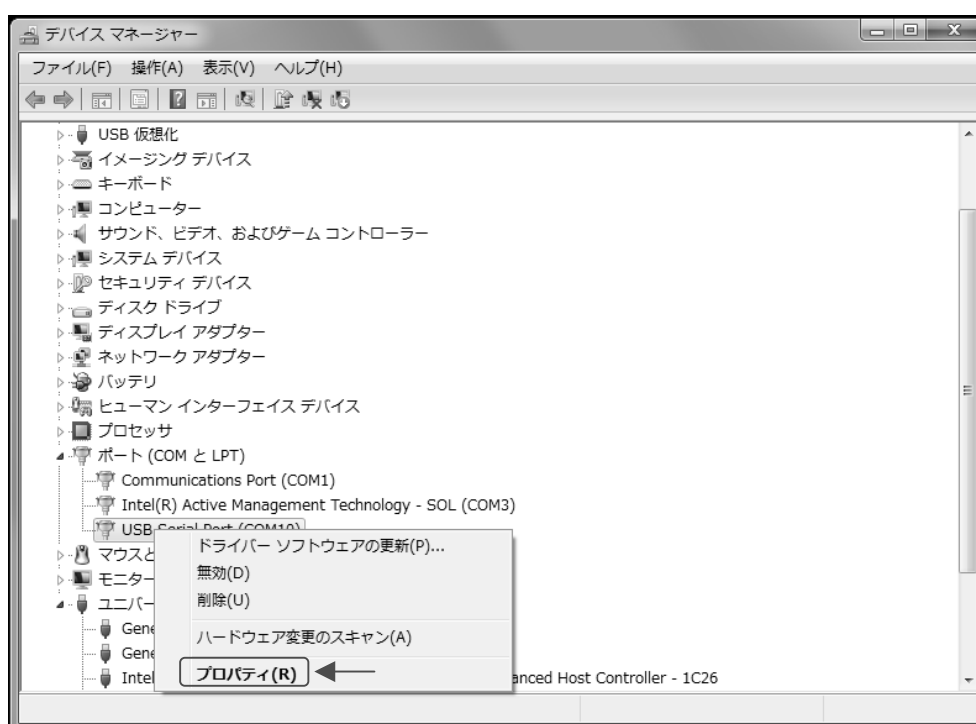 デバイス マネージャー
ファイル(F) 操作(A) 表示(V) ヘルプ(H)
USB 仮想化
イメージング デバイス
キーボード
コンピューター
サウンド、ビデオ、およびゲーム コントローラー
システム デバイス
セキュリティ デバイス
ディスク ドライブ
ディスプレイ アダプター
ネットワーク アダプター
バッテリ
ヒューマン インターフェイス デバイス
プロセッサ
ポート (COM と LPT)
Communications Port (COM1)
Intel(R) Active Management Technology - SOL (COM3)
USB Serial Port (COM10)
ドライバー ソフトウェアの更新(P)...
マウスと
無効(D)
モニター
削除(U)
ユニバー
Gene
ハードウェア変更のスキャン(A)
Gene
プロパティ(R)
Intel anced Host Controller - 1C26